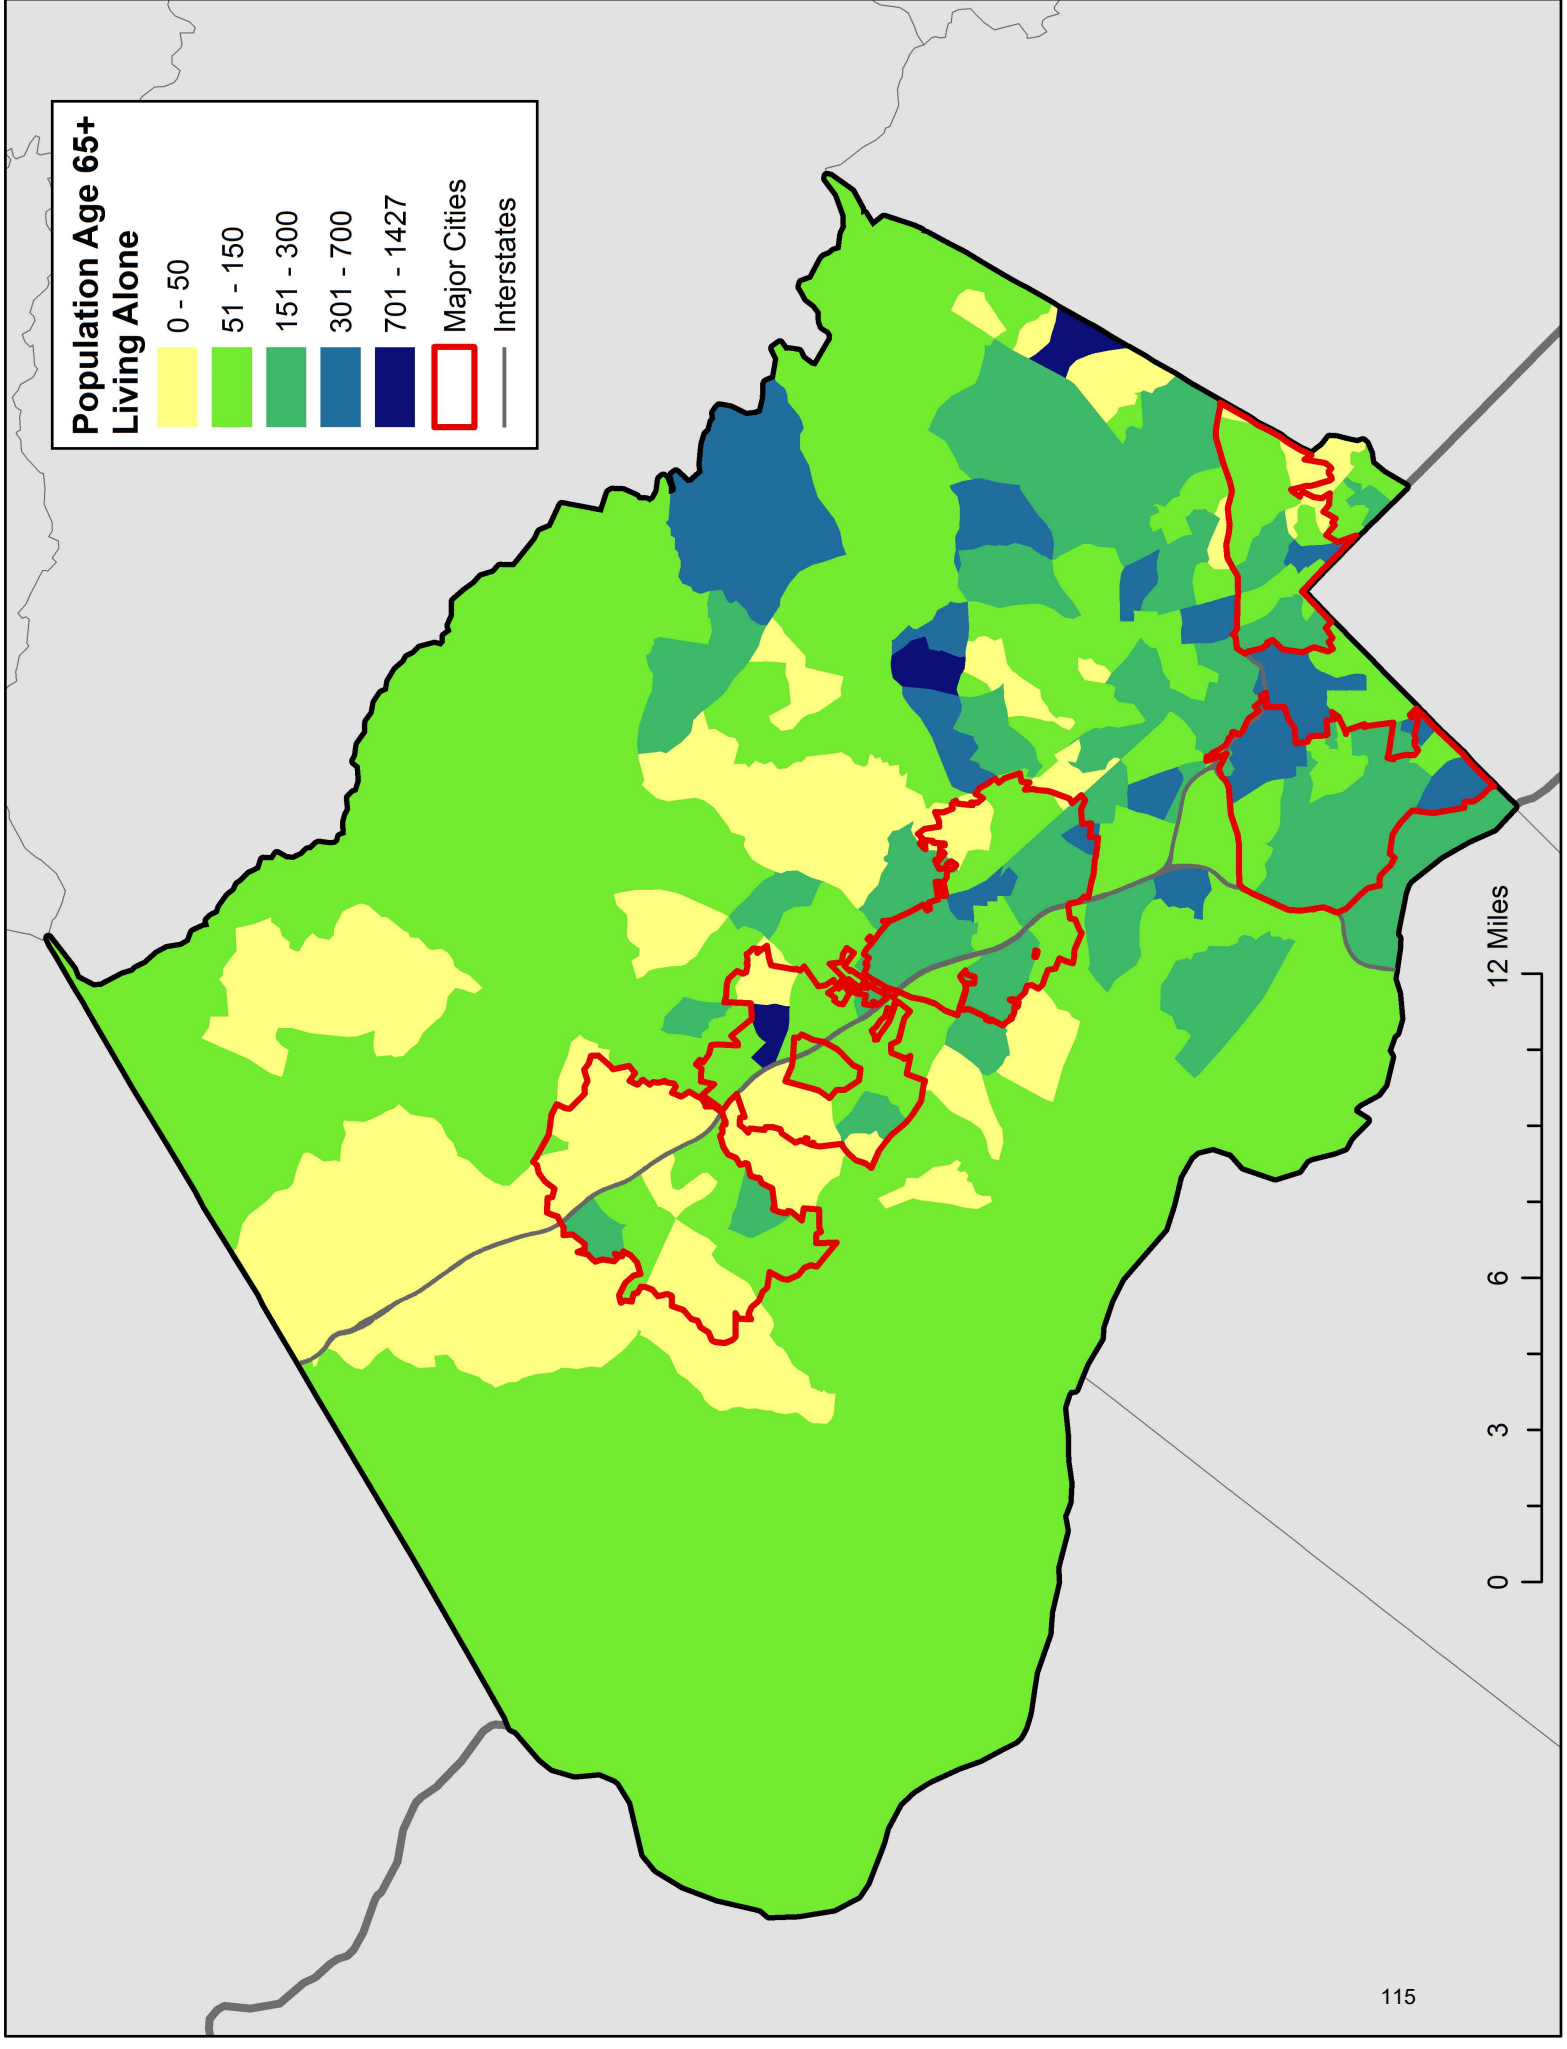 Population Age 65+
Living Alone
0 - 50
51 - 150
151 - 300
301 - 700
701 - 1427
Major Cities
Interstates
0 3 6 12 Miles
115